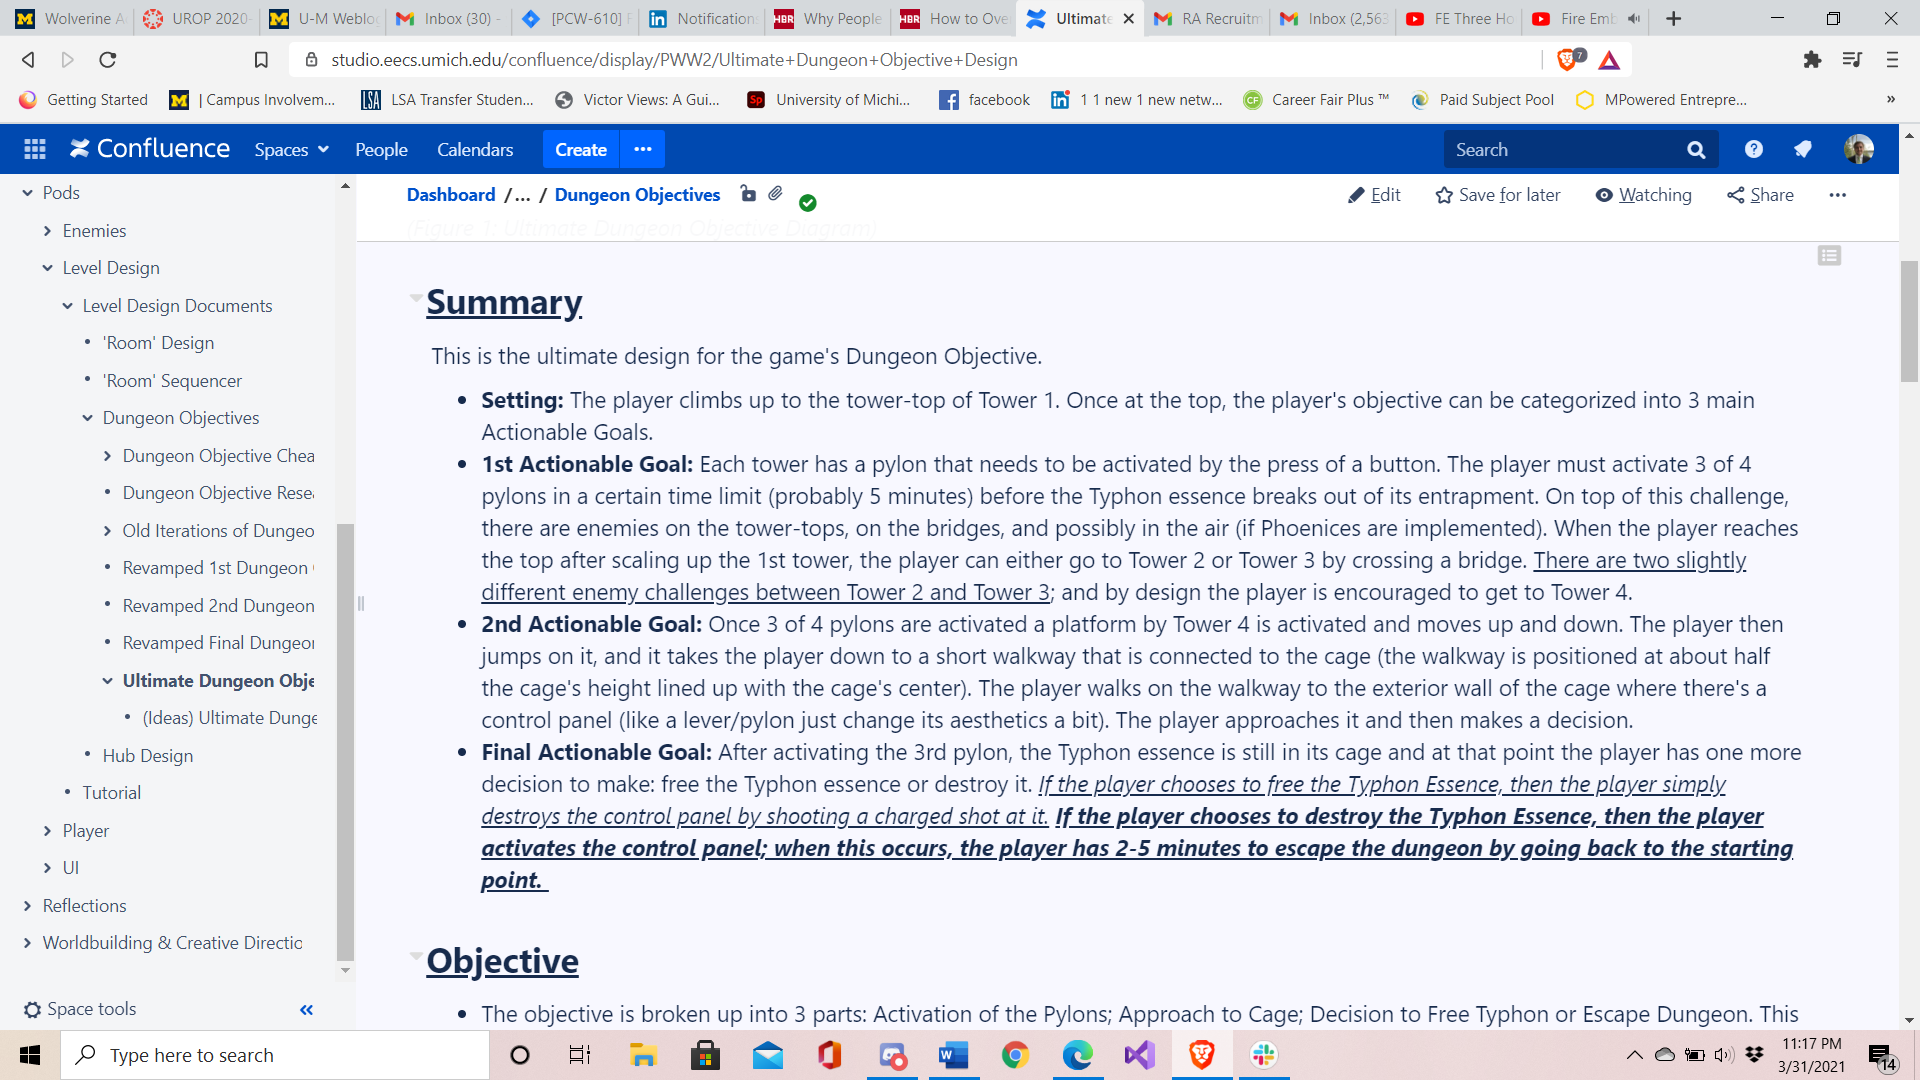 Wolverine A
UROP 2020-
U-M Weblo
Inbox (30) -
[PCW-610] F
Notification
HBR
Why People
HBR
How to Ove
Ultimate
RA Recruitm
Inbox (2,563
FE Three Ho
Fire Emb
studio.eecs.umich.edu/confluence/display/PWW2/Ultimate+Dungeon+Objective+Design
7
Getting Started
| Campus Involvem...
LSA
LSA Transfer Studen...
Victor Views: A Gui...
Sp
University of Michi...
facebook
1 1 new 1 new netw...
CF
Career Fair Plus ™
Paid Subject Pool
MPowered Entrepre...
»
Confluence
Spaces
People
Calendars
Create
Search
Pods
Enemies
Level Design
Level Design Documents
'Room' Design
'Room' Sequencer
Dungeon Objectives
Dungeon Objective Chea
Dungeon Objective Rese
Old Iterations of Dungeo
Revamped 1st Dungeon
Revamped 2nd Dungeon
Revamped Final Dungeor
Ultimate Dungeon Obje
(Ideas) Ultimate Dunge
Hub Design
Tutorial
Player
UI
Reflections
Worldbuilding & Creative Directio
Space tools
«
Dashboard /... / Dungeon Objectives
Edit
Save for later
Watching
Share
(Figure 1: Ultimate Dungeon Objective Diagram)
Summary
This is the ultimate design for the game's Dungeon Objective.
• Setting: The player climbs up to the tower-top of Tower 1. Once at the top, the player's objective can be categorized into 3 main
Actionable Goals.
• 1st Actionable Goal: Each tower has a pylon that needs to be activated by the press of a button. The player must activate 3 of 4
pylons in a certain time limit (probably 5 minutes) before the Typhon essence breaks out of its entrapment. On top of this challenge,
there are enemies on the tower-tops, on the bridges, and possibly in the air (if Phoenices are implemented). When the player reaches
the top after scaling up the 1st tower, the player can either go to Tower 2 or Tower 3 by crossing a bridge. There are two slightly
different enemy challenges between Tower 2 and Tower 3; and by design the player is encouraged to get to Tower 4.
• 2nd Actionable Goal: Once 3 of 4 pylons are activated a platform by Tower 4 is activated and moves up and down. The player then
jumps on it, and it takes the player down to a short walkway that is connected to the cage (the walkway is positioned at about half
the cage's height lined up with the cage's center). The player walks on the walkway to the exterior wall of the cage where there's a
control panel (like a lever/pylon just change its aesthetics a bit). The player approaches it and then makes a decision.
• Final Actionable Goal: After activating the 3rd pylon, the Typhon essence is still in its cage and at that point the player has one more
decision to make: free the Typhon essence or destroy it. If the player chooses to free the Typhon Essence, then the player simply
destroys the control panel by shooting a charged shot at it. If the player chooses to destroy the Typhon Essence, then the player
activates the control panel; when this occurs, the player has 2-5 minutes to escape the dungeon by going back to the starting
point.
Objective
• The objective is broken up into 3 parts: Activation of the Pylons; Approach to Cage; Decision to Free Typhon or Escape Dungeon. This
Type here to search
11:17 PM
3/31/2021
14